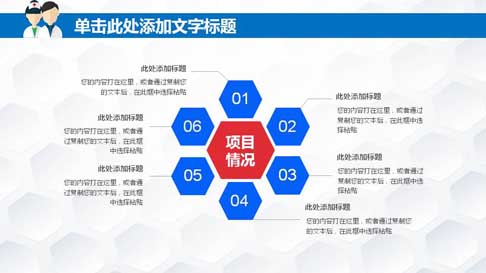 单击此处添加文字标题
此处添加标题
您的内容打在这里，或者通过复制您
的文本后，在此框中选择粘贴
01
此处添加标题
您的内容打在这里，或者通
过复制您的文本后，在此框
中选择粘贴
02
此处添加标题
您的内容打在这里，或者通
过复制您的文本后，在此框中选
择粘贴
03
此处添加标题
您的内容打在这里，或者通过复制您
的文本后，在此框中选择粘贴
04
此处添加标题
您的内容打在这里，或者通
过复制您的文本后，在此框
中选择粘贴
05
此处添加标题
您的内容打在这里，或者通
过复制您的文本后，在此框
中选择粘贴
06
项目
情况